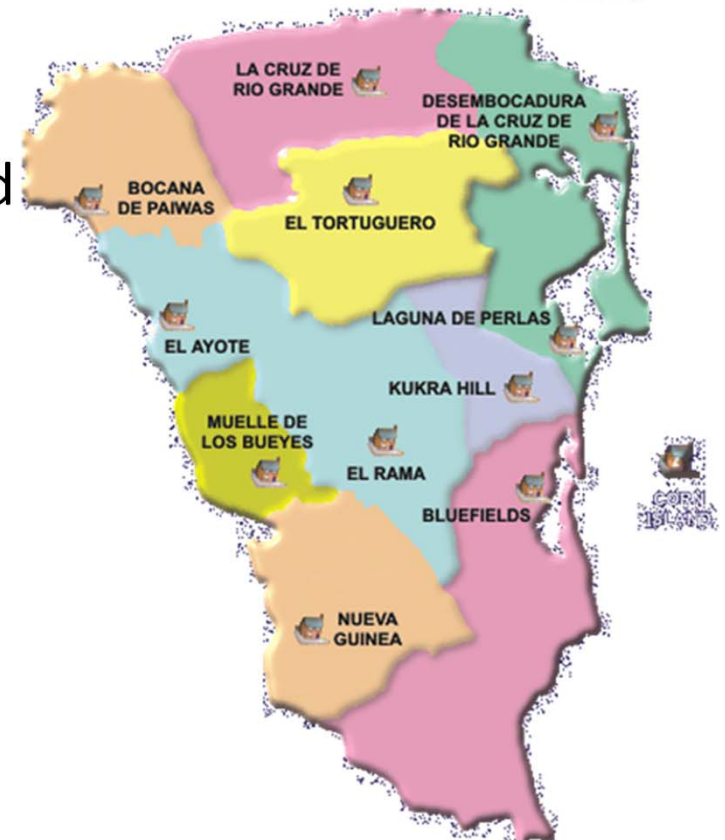 LA CRUZ DE
RIO GRANDE
DESEMBOCADURA
DE LA CRUZ DE
RIO GRANDE
d
BOCANA
DE PAIWAS
EL TORTUGUERO
LAGUNA DE PERLAS
EL AYOTE
KUKRA HILL
MUELLE DE
LOS BUEYES
EL RAMA
CORN
ISLAND
BLUEFIELDS
NUEVA
GUINEA